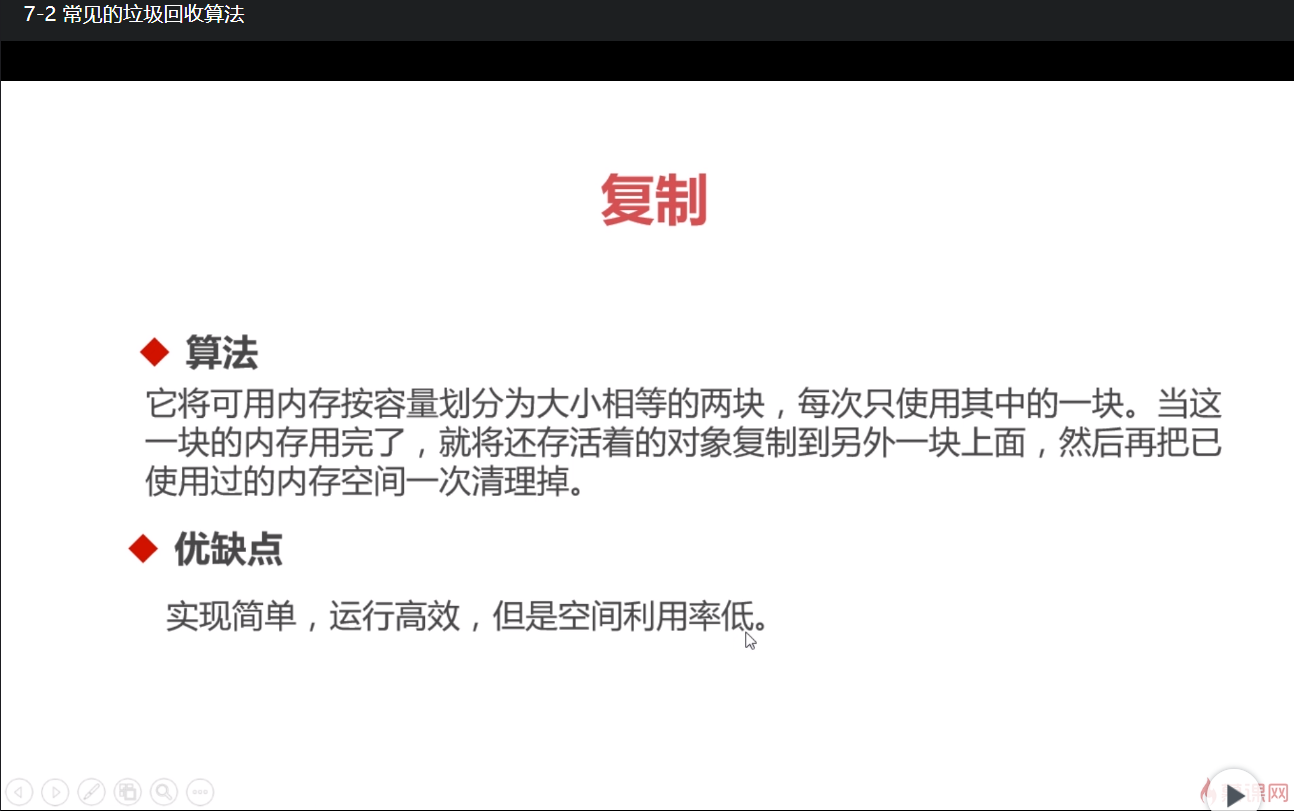 7-2 常见的垃圾回收算法
复制
算法
它将可用内存按容量划分为大小相等的两块，每次只使用其中的一块。当这
一块的内存用完了，就将还存活着的对象复制到另外一块上面，然后再把已
使用过的内存空间一次清理掉。
优缺点
实现简单，运行高效，但是空间利用率低。
课网